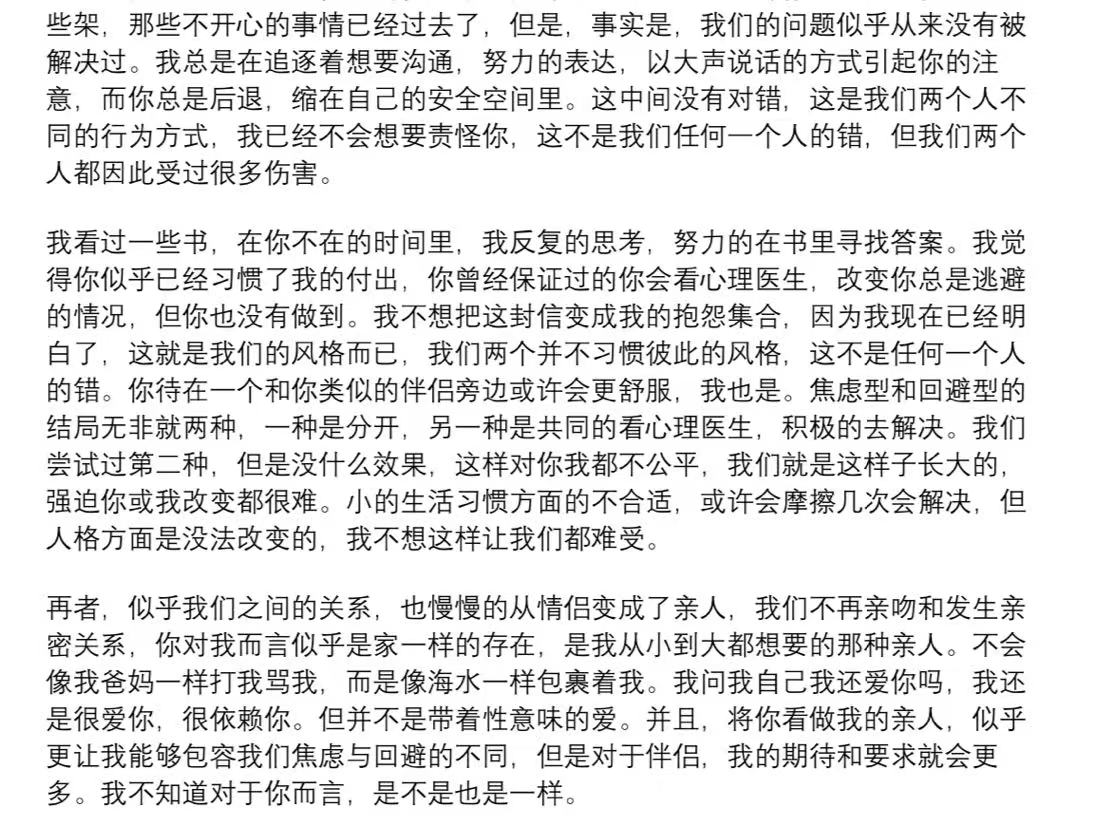 些架，那些不开心的事情已经过去了，但是，事实是，我们的问题似乎从来没有被
解决过。我总是在追逐着想要沟通，努力的表达，以大声说话的方式引起你的注
意，而你总是后退，缩在自己的安全空间里。这中间没有对错，这是我们两个人不
同的行为方式，我已经不会想要责怪你，这不是我们任何一个人的错，但我们两个
人都因此受过很多伤害。
我看过一些书，在你不在的时间里，我反复的思考，努力的在书里寻找答案。我觉
得你似乎已经习惯了我的付出，你曾经保证过的你会看心理医生，改变你总是逃避
的情况，但你也没有做到。我不想把这封信变成我的抱怨集合，因为我现在已经明
白了，这就是我们的风格而已，我们两个并不习惯彼此的风格，这不是任何一个人
的错。你待在一个和你类似的伴侣旁边或许会更舒服，我也是。焦虑型和回避型的
结局无非就两种，一种是分开，另一种是共同的看心理医生，积极的去解决。我们
尝试过第二种，但是没什么效果，这样对你我都不公平，我们就是这样子长大的，
强迫你或我改变都很难。小的生活习惯方面的不合适，或许会摩擦几次会解决，但
人格方面是没法改变的，我不想这样让我们都难受。
再者，似乎我们之间的关系，也慢慢的从情侣变成了亲人，我们不再亲吻和发生亲
密关系，你对我而言似乎是家一样的存在，是我从小到大都想要的那种亲人。不会
像我爸妈一样打我骂我，而是像海水一样包裹着我。我问我自己我还爱你吗，我还
是很爱你，很依赖你。但并不是带着性意味的爱。并且，将你看做我的亲人，似乎
更让我能够包容我们焦虑与回避的不同，但是对于伴侣，我的期待和要求就会更
多。我不知道对于你而言，是不是也是一样。